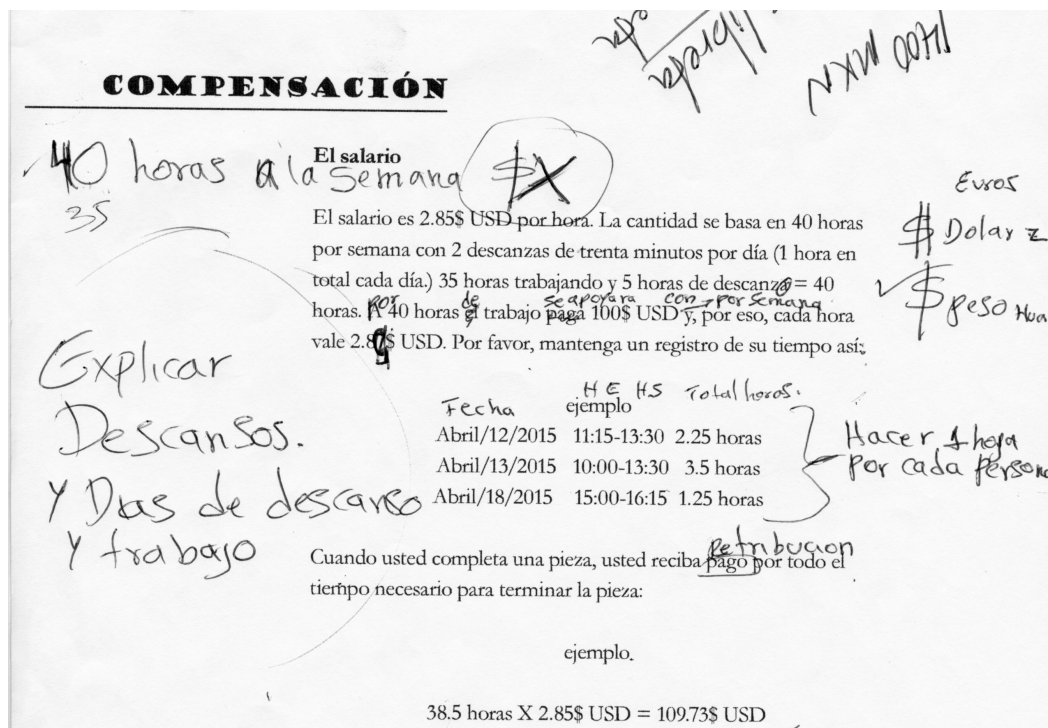 1400 MXN
COMPENSACIÓN
El salario
40 horas a la semana $X
35
Euros
$ Dolar
$ peso
El salario es 2.85$ USD por hora. La cantidad se basa en 40 horas
por semana con 2 descanzas de trenta minutos por día (1 hora en
total cada día.) 35 horas trabajando y 5 horas de descanzo = 40
por de se apoyara con por semana
horas. A 40 horas el trabajo paga 100$ USD y, por eso, cada hora
vale 2.85$ USD. Por favor, mantenga un registro de su tiempo así:
Explicar
Descansos.
Y Dias de descanso
Y trabajo
Fecha H E HS Total horas.
ejemplo
Abril/12/2015 11:15-13:30 2.25 horas
Abril/13/2015 10:00-13:30 3.5 horas
Abril/18/2015 15:00-16:15 1.25 horas
Hacer 1 hoja
por cada persona
Retribucion
Cuando usted completa una pieza, usted reciba pago por todo el
tiempo necesario para terminar la pieza:
ejemplo.
38.5 horas X 2.85$ USD = 109.73$ USD